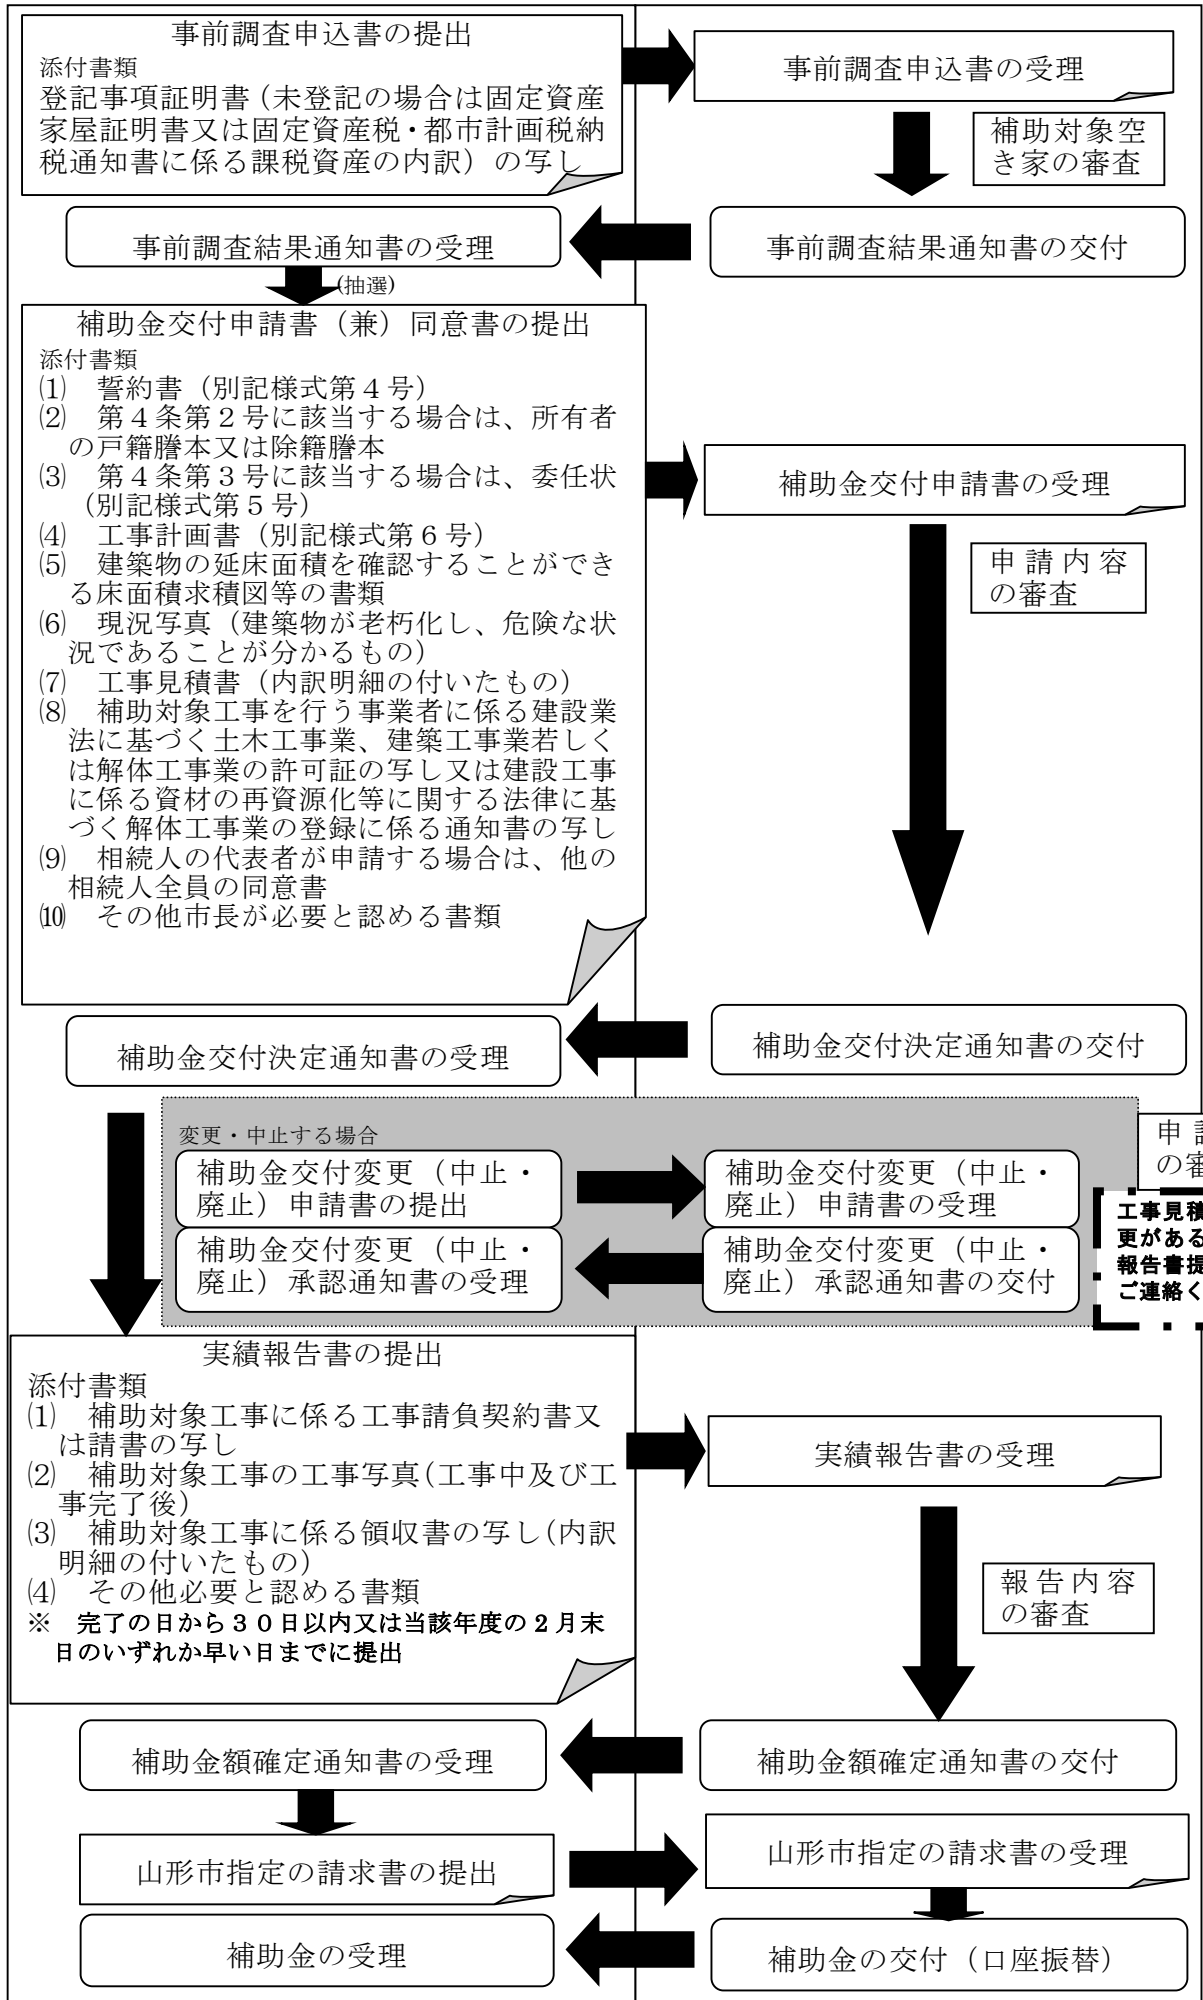 事前調査申込書の提出
添付書類
登記事項証明書（未登記の場合は固定資産
家屋証明書又は固定資産税・都市計画税納
税通知書に係る課税資産の内訳）の写し
事前調査申込書の受理
補助対象空
き家の審査
事前調査結果通知書の受理
事前調査結果通知書の交付
(抽選)
補助金交付申請書（兼）同意書の提出
添付書類
⑴　誓約書（別記様式第４号）
⑵　第４条第２号に該当する場合は、所有者
の戸籍謄本又は除籍謄本
⑶　第４条第３号に該当する場合は、委任状
（別記様式第５号）
⑷　工事計画書（別記様式第６号）
⑸　建築物の延床面積を確認することができ
る床面積求積図等の書類
⑹　現況写真（建築物が老朽化し、危険な状
況であることが分かるもの）
⑺　工事見積書（内訳明細の付いたもの）
⑻　補助対象工事を行う事業者に係る建設業
法に基づく土木工事業、建築工事業若しく
は解体工事業の許可証の写し又は建設工事
に係る資材の再資源化等に関する法律に基
づく解体工事業の登録に係る通知書の写し
⑼　相続人の代表者が申請する場合は、他の
相続人全員の同意書
⑽　その他市長が必要と認める書類
補助金交付申請書の受理
申請内容
の審査
補助金交付決定通知書の受理
補助金交付決定通知書の交付
変更・中止する場合
補助金交付変更（中止・
廃止）申請書の提出
補助金交付変更（中止・
廃止）申請書の受理
申請
の審
補助金交付変更（中止・
廃止）承認通知書の受理
補助金交付変更（中止・
廃止）承認通知書の交付
工事見積
更がある
報告書提
ご連絡く
実績報告書の提出
添付書類
⑴　補助対象工事に係る工事請負契約書又
は請書の写し
⑵　補助対象工事の工事写真（工事中及び工
事完了後）
⑶　補助対象工事に係る領収書の写し（内訳
明細の付いたもの）
⑷　その他必要と認める書類
※　完了の日から３０日以内又は当該年度の２月末
日のいずれか早い日までに提出
実績報告書の受理
報告内容
の審査
補助金額確定通知書の受理
補助金額確定通知書の交付
山形市指定の請求書の提出
山形市指定の請求書の受理
補助金の受理
補助金の交付（口座振替）